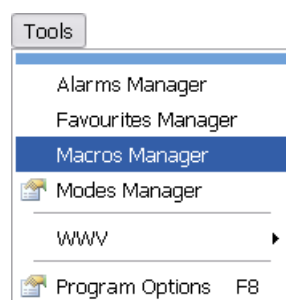 Tools
Alarms Manager
Favourites Manager
Macros Manager
Modes Manager
WWV
Program Options F8